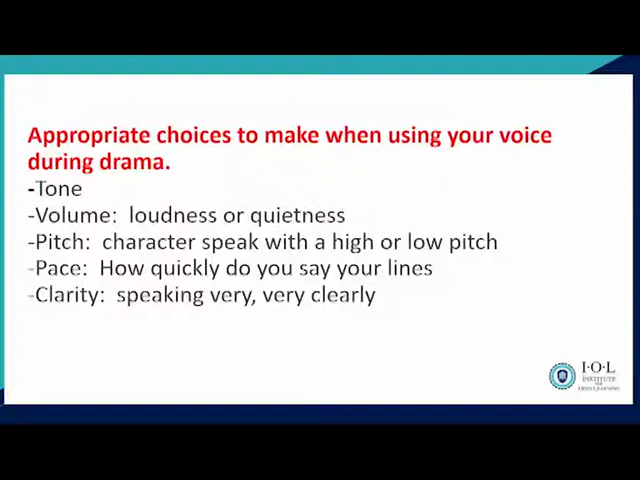 Appropriate choices to make when using your voice
during drama.
-Tone
-Volume:  loudness or quietness
-Pitch:  character speak with a high or low pitch
-Pace:  How quickly do you say your lines
-Clarity:  speaking very, very clearly
I·O·L
INSTITUTE
FOR
OPEN LEARNING